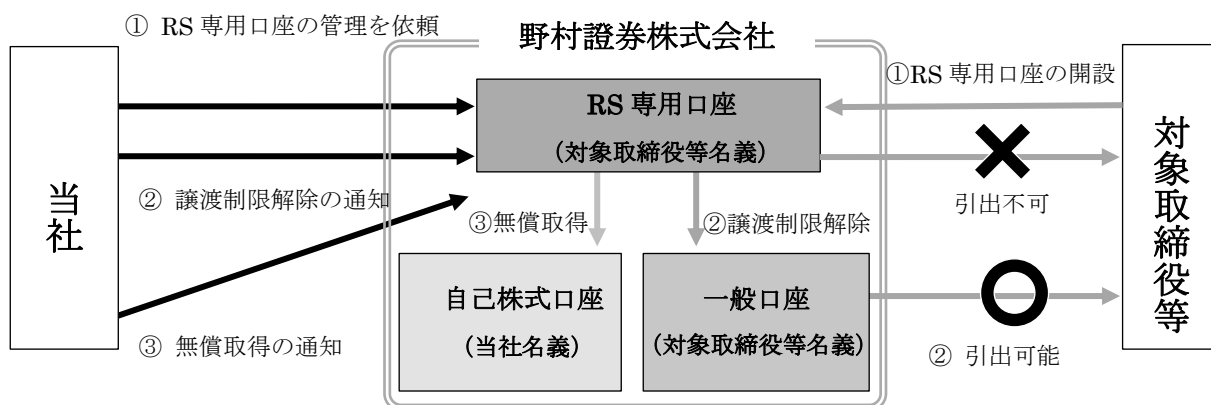 ① RS 専用口座の管理を依頼
野村證券株式会社
①RS 専用口座の開設
当社
RS 専用口座
(対象取締役等名義)
対象取締役等
② 譲渡制限解除の通知
引出不可
③無償取得
②譲渡制限解除
自己株式口座
(当社名義)
一般口座
(対象取締役等名義)
③ 無償取得の通知
② 引出可能